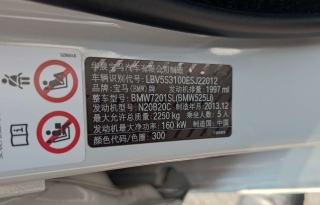 华晨宝马汽车有限公司制造
车辆识别代号: LBV5S3100ESJ22012
品牌: 宝马(BMW)牌 发动机排量: 1997 ml
整车型号: BMW7201SL(BMW525Li)
发动机型号: N20B20C 制造年月: 2013.12
最大允许总质量: 2250 kg 乘坐人数: 5 人
发动机最大净功率: 160 kW 制造国: 中国
颜色代码/色圈: 300